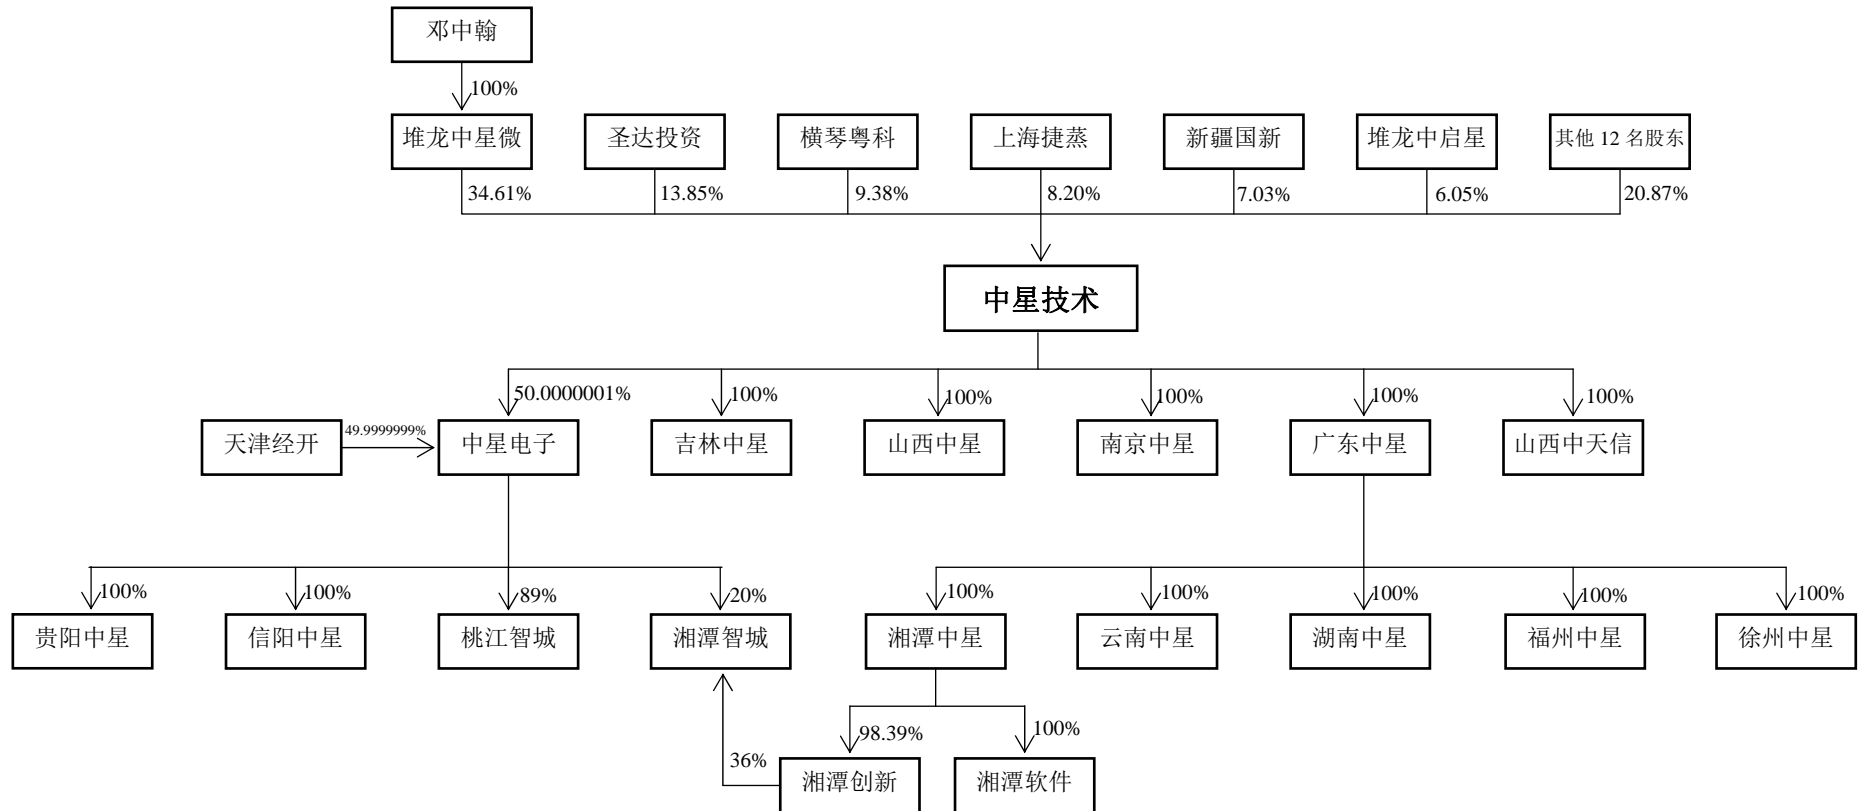 邓中翰
100%
堆龙中星微
圣达投资
横琴粤科
上海捷蒸
新疆国新
堆龙中启星
其他 12 名股东
34.61%
13.85%
9.38%
8.20%
7.03%
6.05%
20.87%
中星技术
50.0000001%
100%
100%
100%
100%
100%
天津经开
49.9999999%
中星电子
吉林中星
山西中星
南京中星
广东中星
山西中天信
100%
100%
89%
20%
100%
100%
100%
100%
100%
贵阳中星
信阳中星
桃江智城
湘潭智城
湘潭中星
云南中星
湖南中星
福州中星
徐州中星
98.39%
100%
36%
湘潭创新
湘潭软件